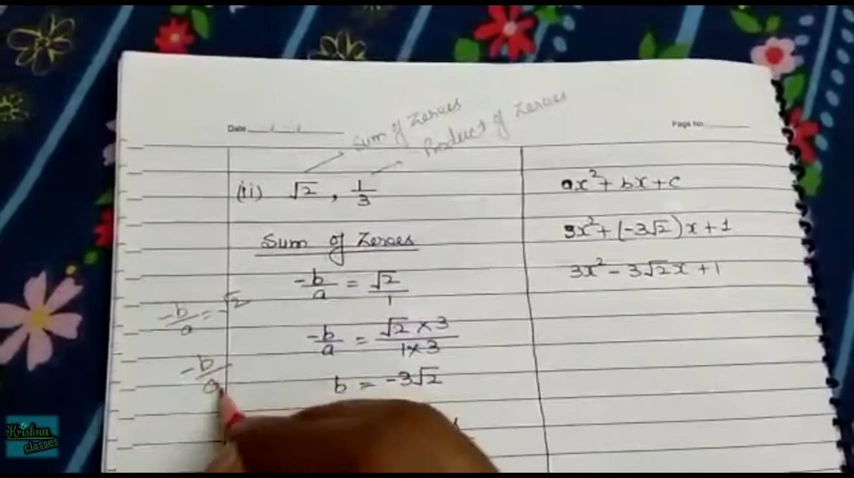 Sum of Zeroes
Product of Zeroes
Date
Page No.
(ii) √2 , 1/3
Sum of Zeroes
-b/a = √2/1
-b/a = √2×3/1×3
b = -3√2
-b/a = -√2
-b/a
ax² + bx + c
3x² + (-3√2)x + 1
3x² - 3√2x + 1
Krishna
classes